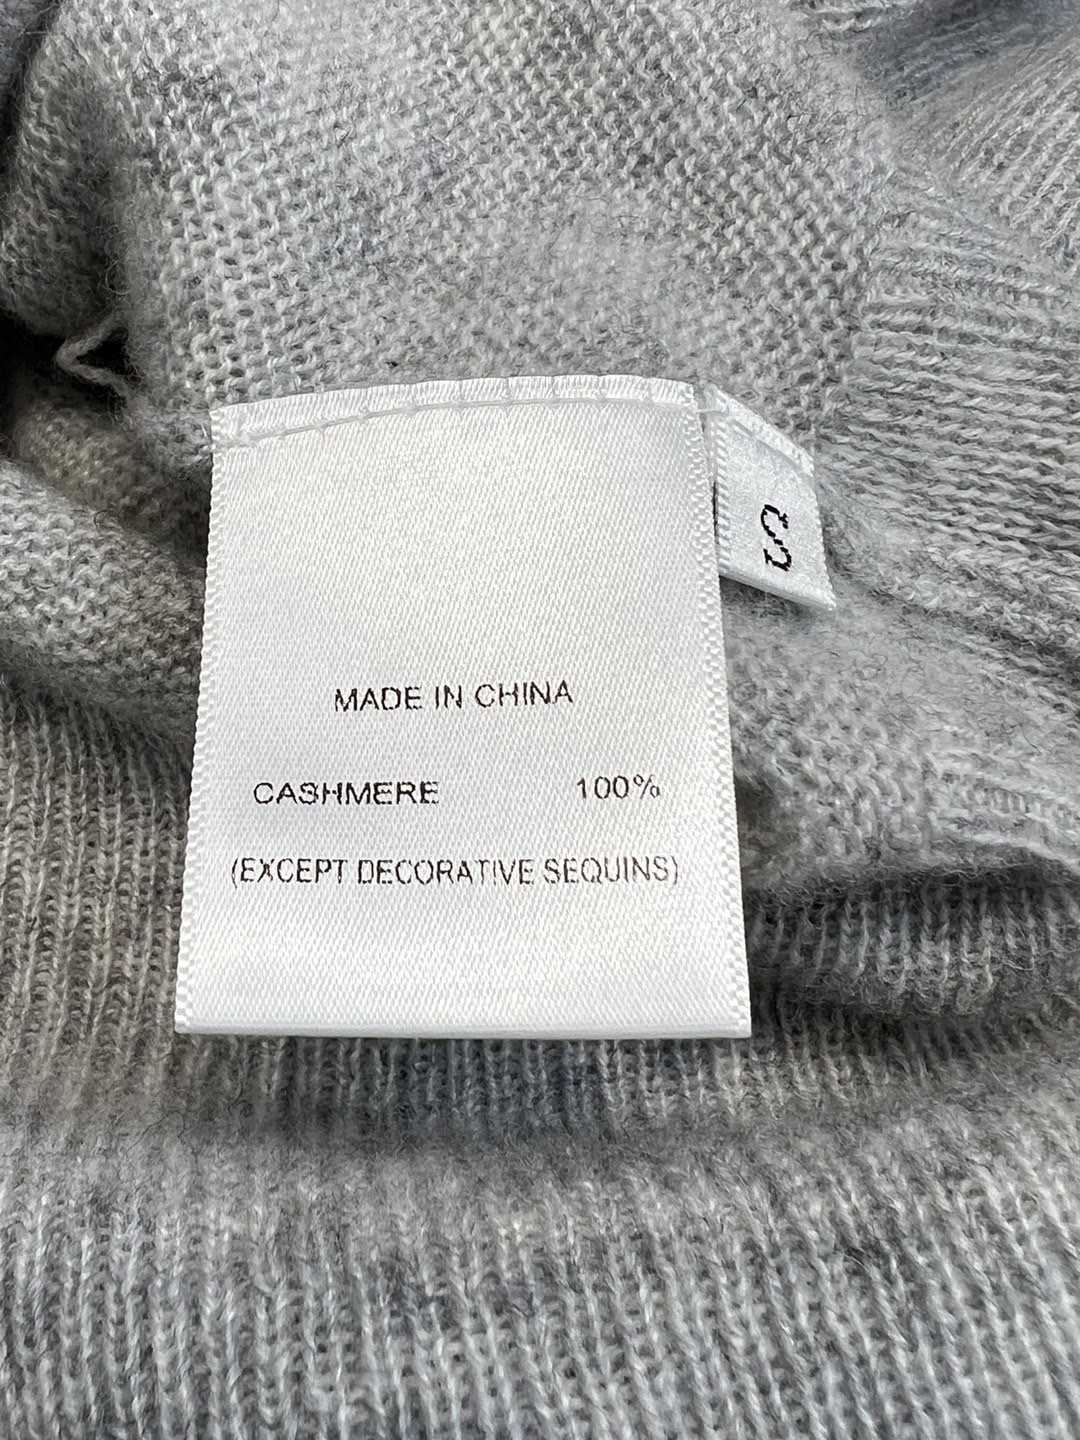 S
MADE IN CHINA
CASHMERE 100%
(EXCEPT DECORATIVE SEQUINS)